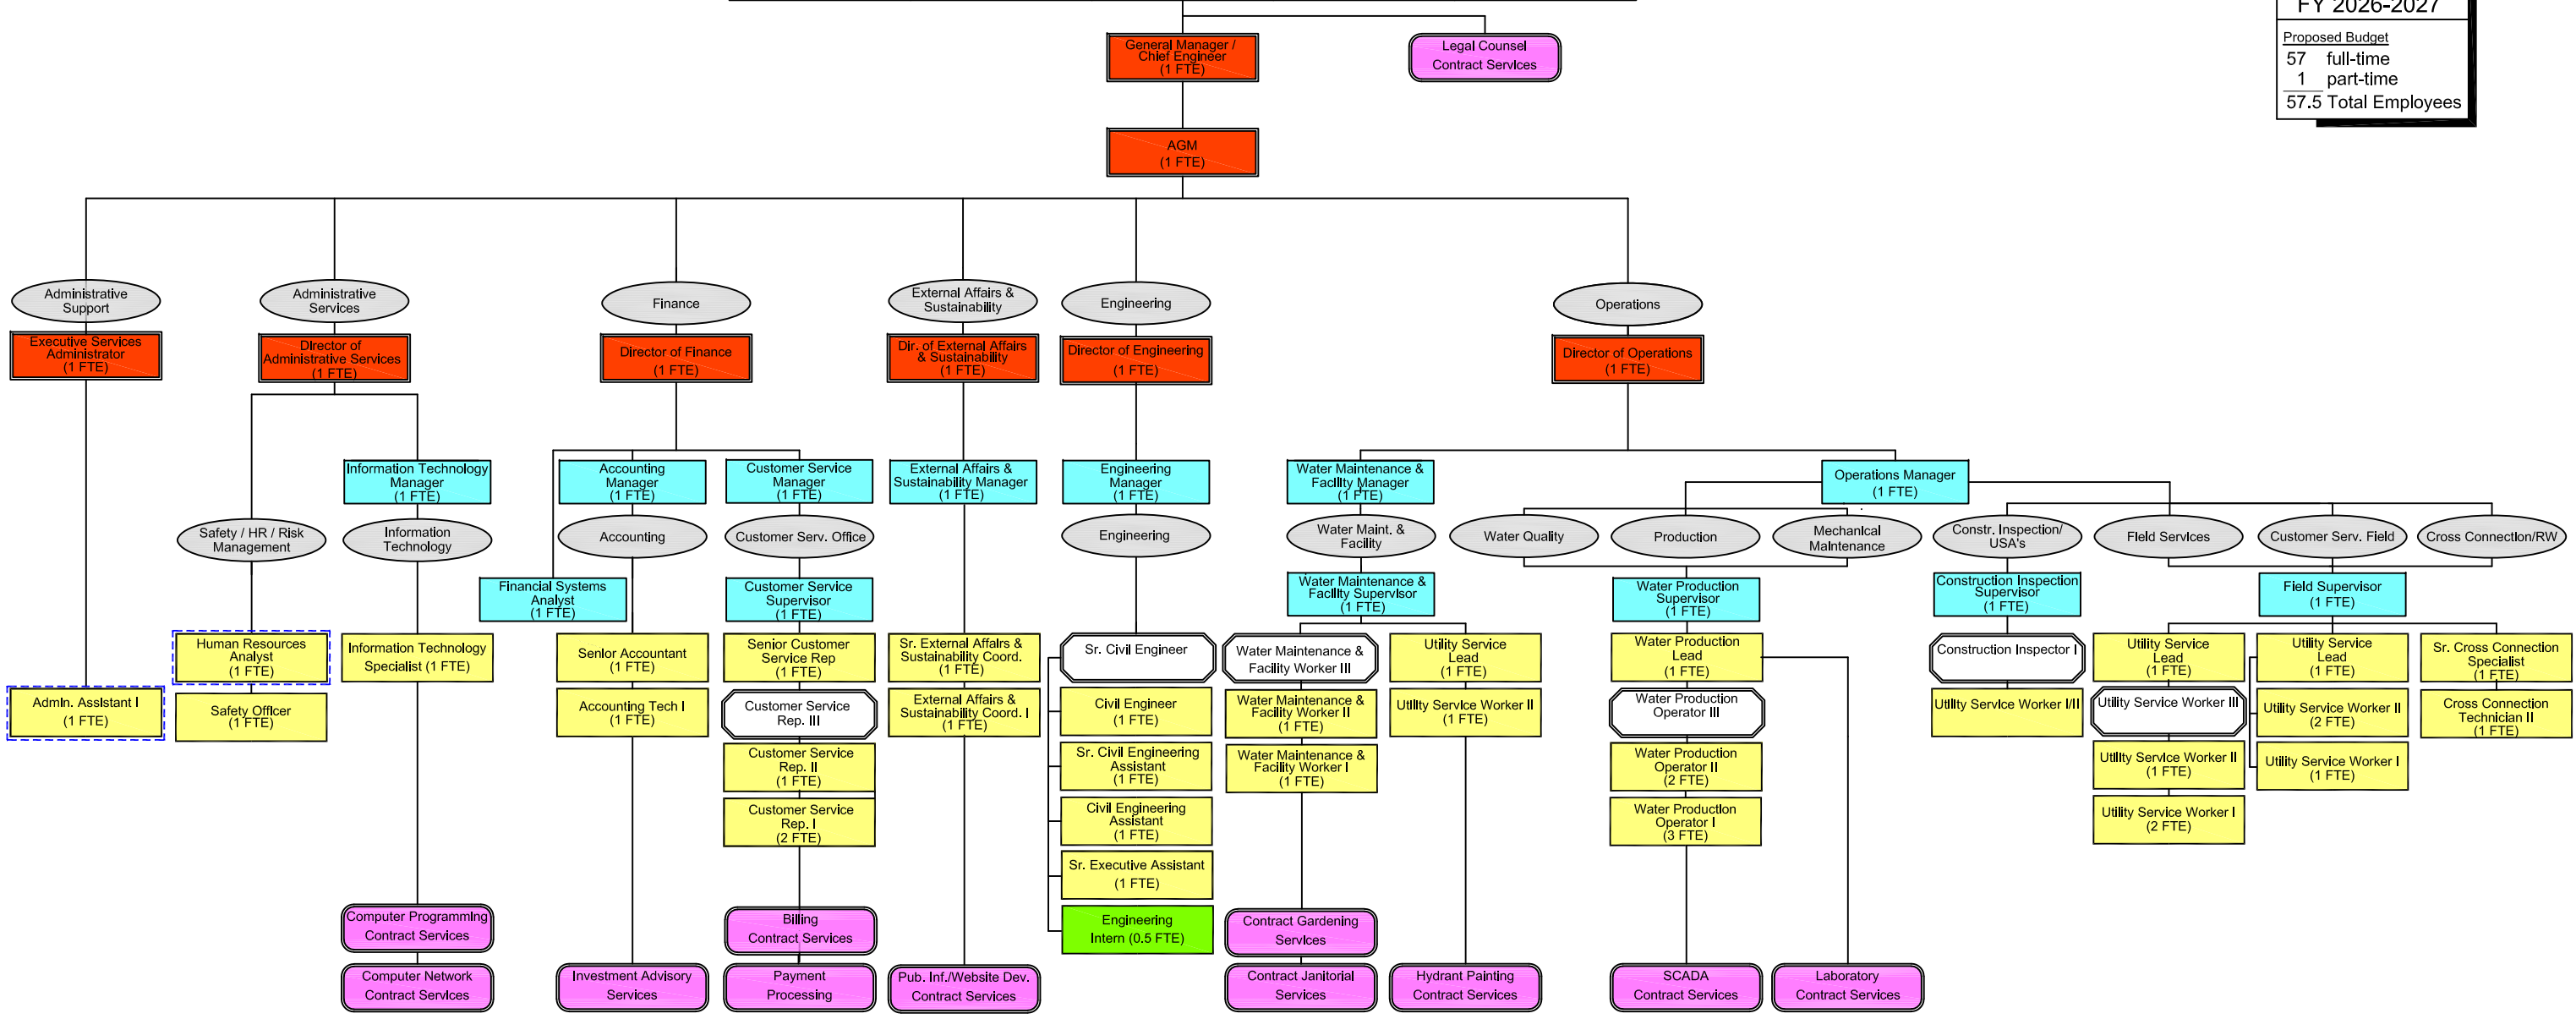 FY 2026-2027
Proposed Budget
57 full-time
1 part-time
57.5 Total Employees
General Manager /
Chief Engineer
(1 FTE)
Legal Counsel
Contract Services
AGM
(1 FTE)
Administrative
Support
Executive Services
Administrator
(1 FTE)
Admin. Assistant I
(1 FTE)
Administrative
Services
Director of
Administrative Services
(1 FTE)
Safety / HR / Risk
Management
Human Resources
Analyst
(1 FTE)
Safety Officer
(1 FTE)
Information Technology
Manager
(1 FTE)
Information
Technology
Information Technology
Specialist (1 FTE)
Computer Programming
Contract Services
Computer Network
Contract Services
Finance
Director of Finance
(1 FTE)
Financial Systems
Analyst
(1 FTE)
Accounting
Manager
(1 FTE)
Accounting
Senior Accountant
(1 FTE)
Accounting Tech I
(1 FTE)
Investment Advisory
Services
Customer Service
Manager
(1 FTE)
Customer Serv. Office
Customer Service
Supervisor
(1 FTE)
Senior Customer
Service Rep
(1 FTE)
Customer Service
Rep. III
Customer Service
Rep. II
(1 FTE)
Customer Service
Rep. I
(2 FTE)
Billing
Contract Services
Payment
Processing
External Affairs &
Sustainability
Dir. of External Affairs
& Sustainability
(1 FTE)
External Affairs &
Sustainability Manager
(1 FTE)
Sr. External Affairs &
Sustainability Coord.
(1 FTE)
External Affairs &
Sustainability Coord. I
(1 FTE)
Pub. Inf./Website Dev.
Contract Services
Engineering
Director of Engineering
(1 FTE)
Engineering
Manager
(1 FTE)
Engineering
Sr. Civil Engineer
Civil Engineer
(1 FTE)
Sr. Civil Engineering
Assistant
(1 FTE)
Civil Engineering
Assistant
(1 FTE)
Sr. Executive Assistant
(1 FTE)
Engineering
Intern (0.5 FTE)
Operations
Director of Operations
(1 FTE)
Water Maintenance &
Facility Manager
(1 FTE)
Water Maint. &
Facility
Water Maintenance &
Facility Supervisor
(1 FTE)
Water Maintenance &
Facility Worker III
Water Maintenance &
Facility Worker II
(1 FTE)
Water Maintenance &
Facility Worker I
(1 FTE)
Contract Gardening
Services
Contract Janitorial
Services
Utility Service
Lead
(1 FTE)
Utility Service Worker II
(1 FTE)
Hydrant Painting
Contract Services
Operations Manager
(1 FTE)
Water Quality
Production
Mechanical
Maintenance
Water Production
Supervisor
(1 FTE)
Water Production
Lead
(1 FTE)
Water Production
Operator III
Water Production
Operator II
(2 FTE)
Water Production
Operator I
(3 FTE)
SCADA
Contract Services
Laboratory
Contract Services
Constr. Inspection/
USA's
Construction Inspection
Supervisor
(1 FTE)
Construction Inspector I
Utility Service Worker I/II
Field Services
Customer Serv. Field
Cross Connection/RW
Field Supervisor
(1 FTE)
Utility Service
Lead
(1 FTE)
Utility Service Worker III
Utility Service Worker II
(1 FTE)
Utility Service Worker I
(2 FTE)
Utility Service
Lead
(1 FTE)
Utility Service Worker II
(2 FTE)
Utility Service Worker I
(1 FTE)
Sr. Cross Connection
Specialist
(1 FTE)
Cross Connection
Technician II
(1 FTE)